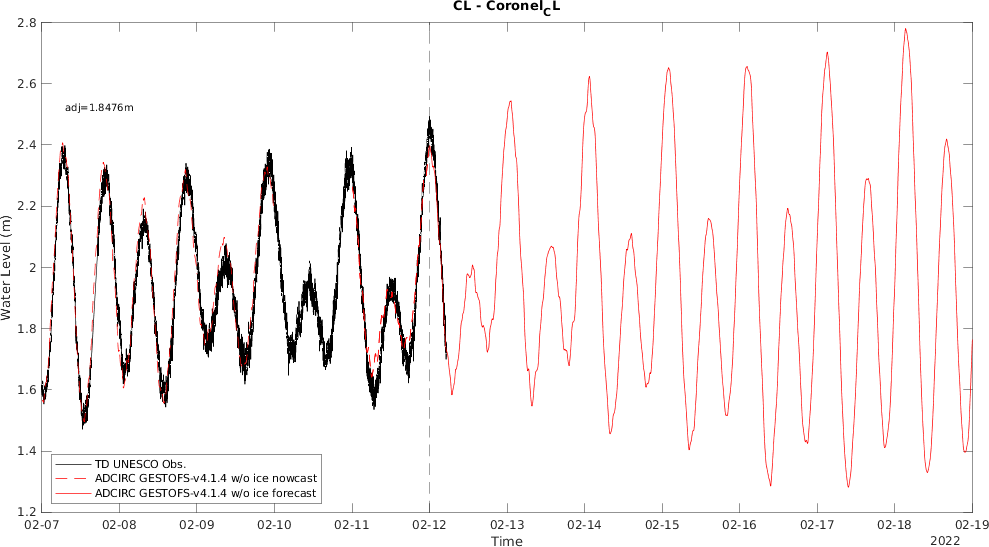 CL - Coronel_CL
2.8
2.6
2.4
2.2
2
1.8
1.6
1.4
1.2
Water Level (m)
adj=1.8476m
TD UNESCO Obs.
ADCIRC GESTOFS-v4.1.4 w/o ice nowcast
ADCIRC GESTOFS-v4.1.4 w/o ice forecast
02-07 02-08 02-09 02-10 02-11 02-12 02-13 02-14 02-15 02-16 02-17 02-18 02-19
Time
2022